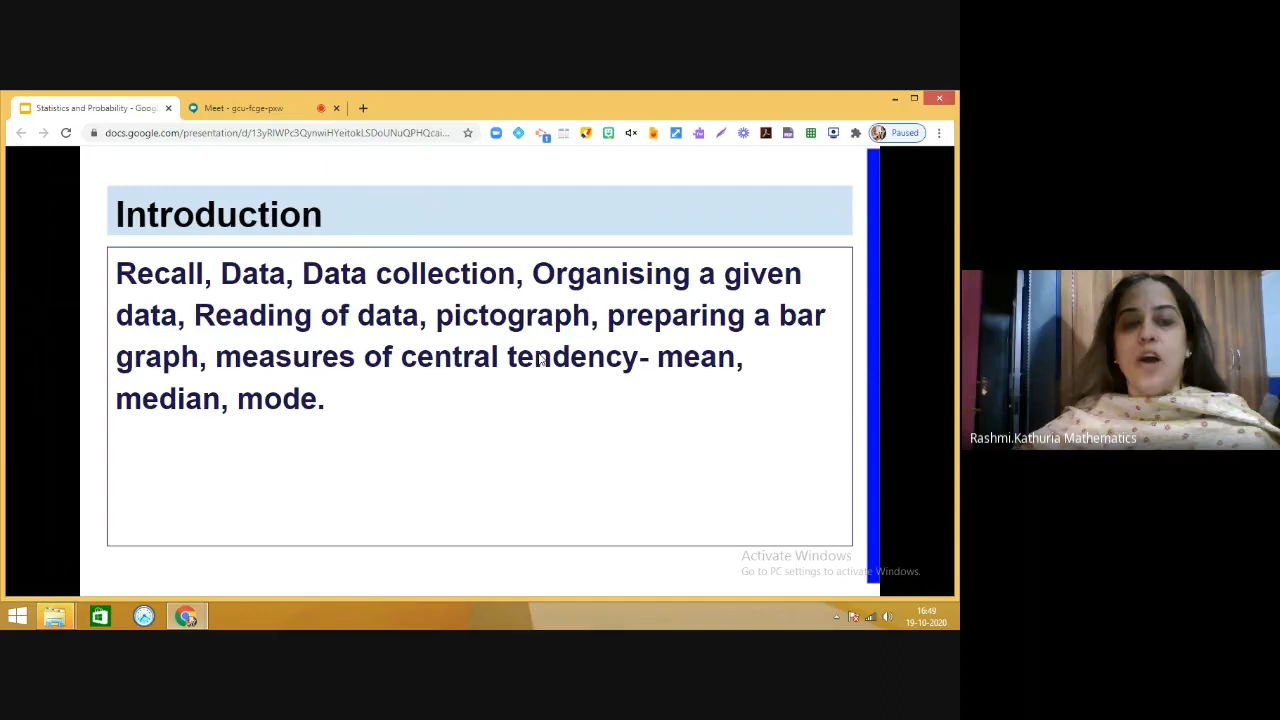 Statistics and Probability - Goog
Meet - gcu-fcge-pxw
docs.google.com/presentation/d/13yRlWPc3QynwiHYeitokLSDoUNuQPHQcai...
Paused
Introduction
Recall, Data, Data collection, Organising a given
data, Reading of data, pictograph, preparing a bar
graph, measures of central tendency- mean,
median, mode.
Rashmi.Kathuria Mathematics
Activate Windows
Go to PC settings to activate Windows.
16:49
19-10-2020